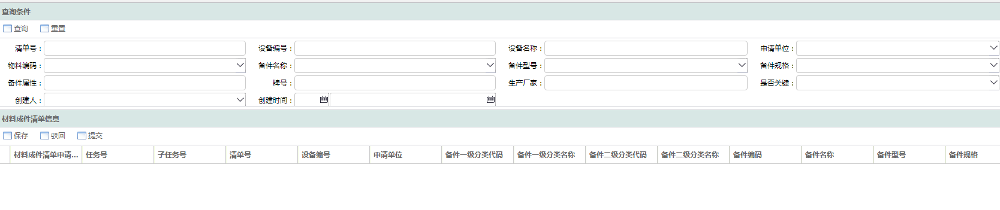 查询条件
查询 重置
清单号： 设备编号： 设备名称： 申请单位：
物料编码： 备件名称： 备件型号： 备件规格：
备件属性： 牌号： 生产厂家： 是否关键：
创建人： 创建时间：
材料成件清单信息
保存 驳回 提交
材料成件清单申请... 任务号 子任务号 清单号 设备编号 申请单位 备件一级分类代码 备件一级分类名称 备件二级分类代码 备件二级分类名称 备件编码 备件名称 备件型号 备件规格